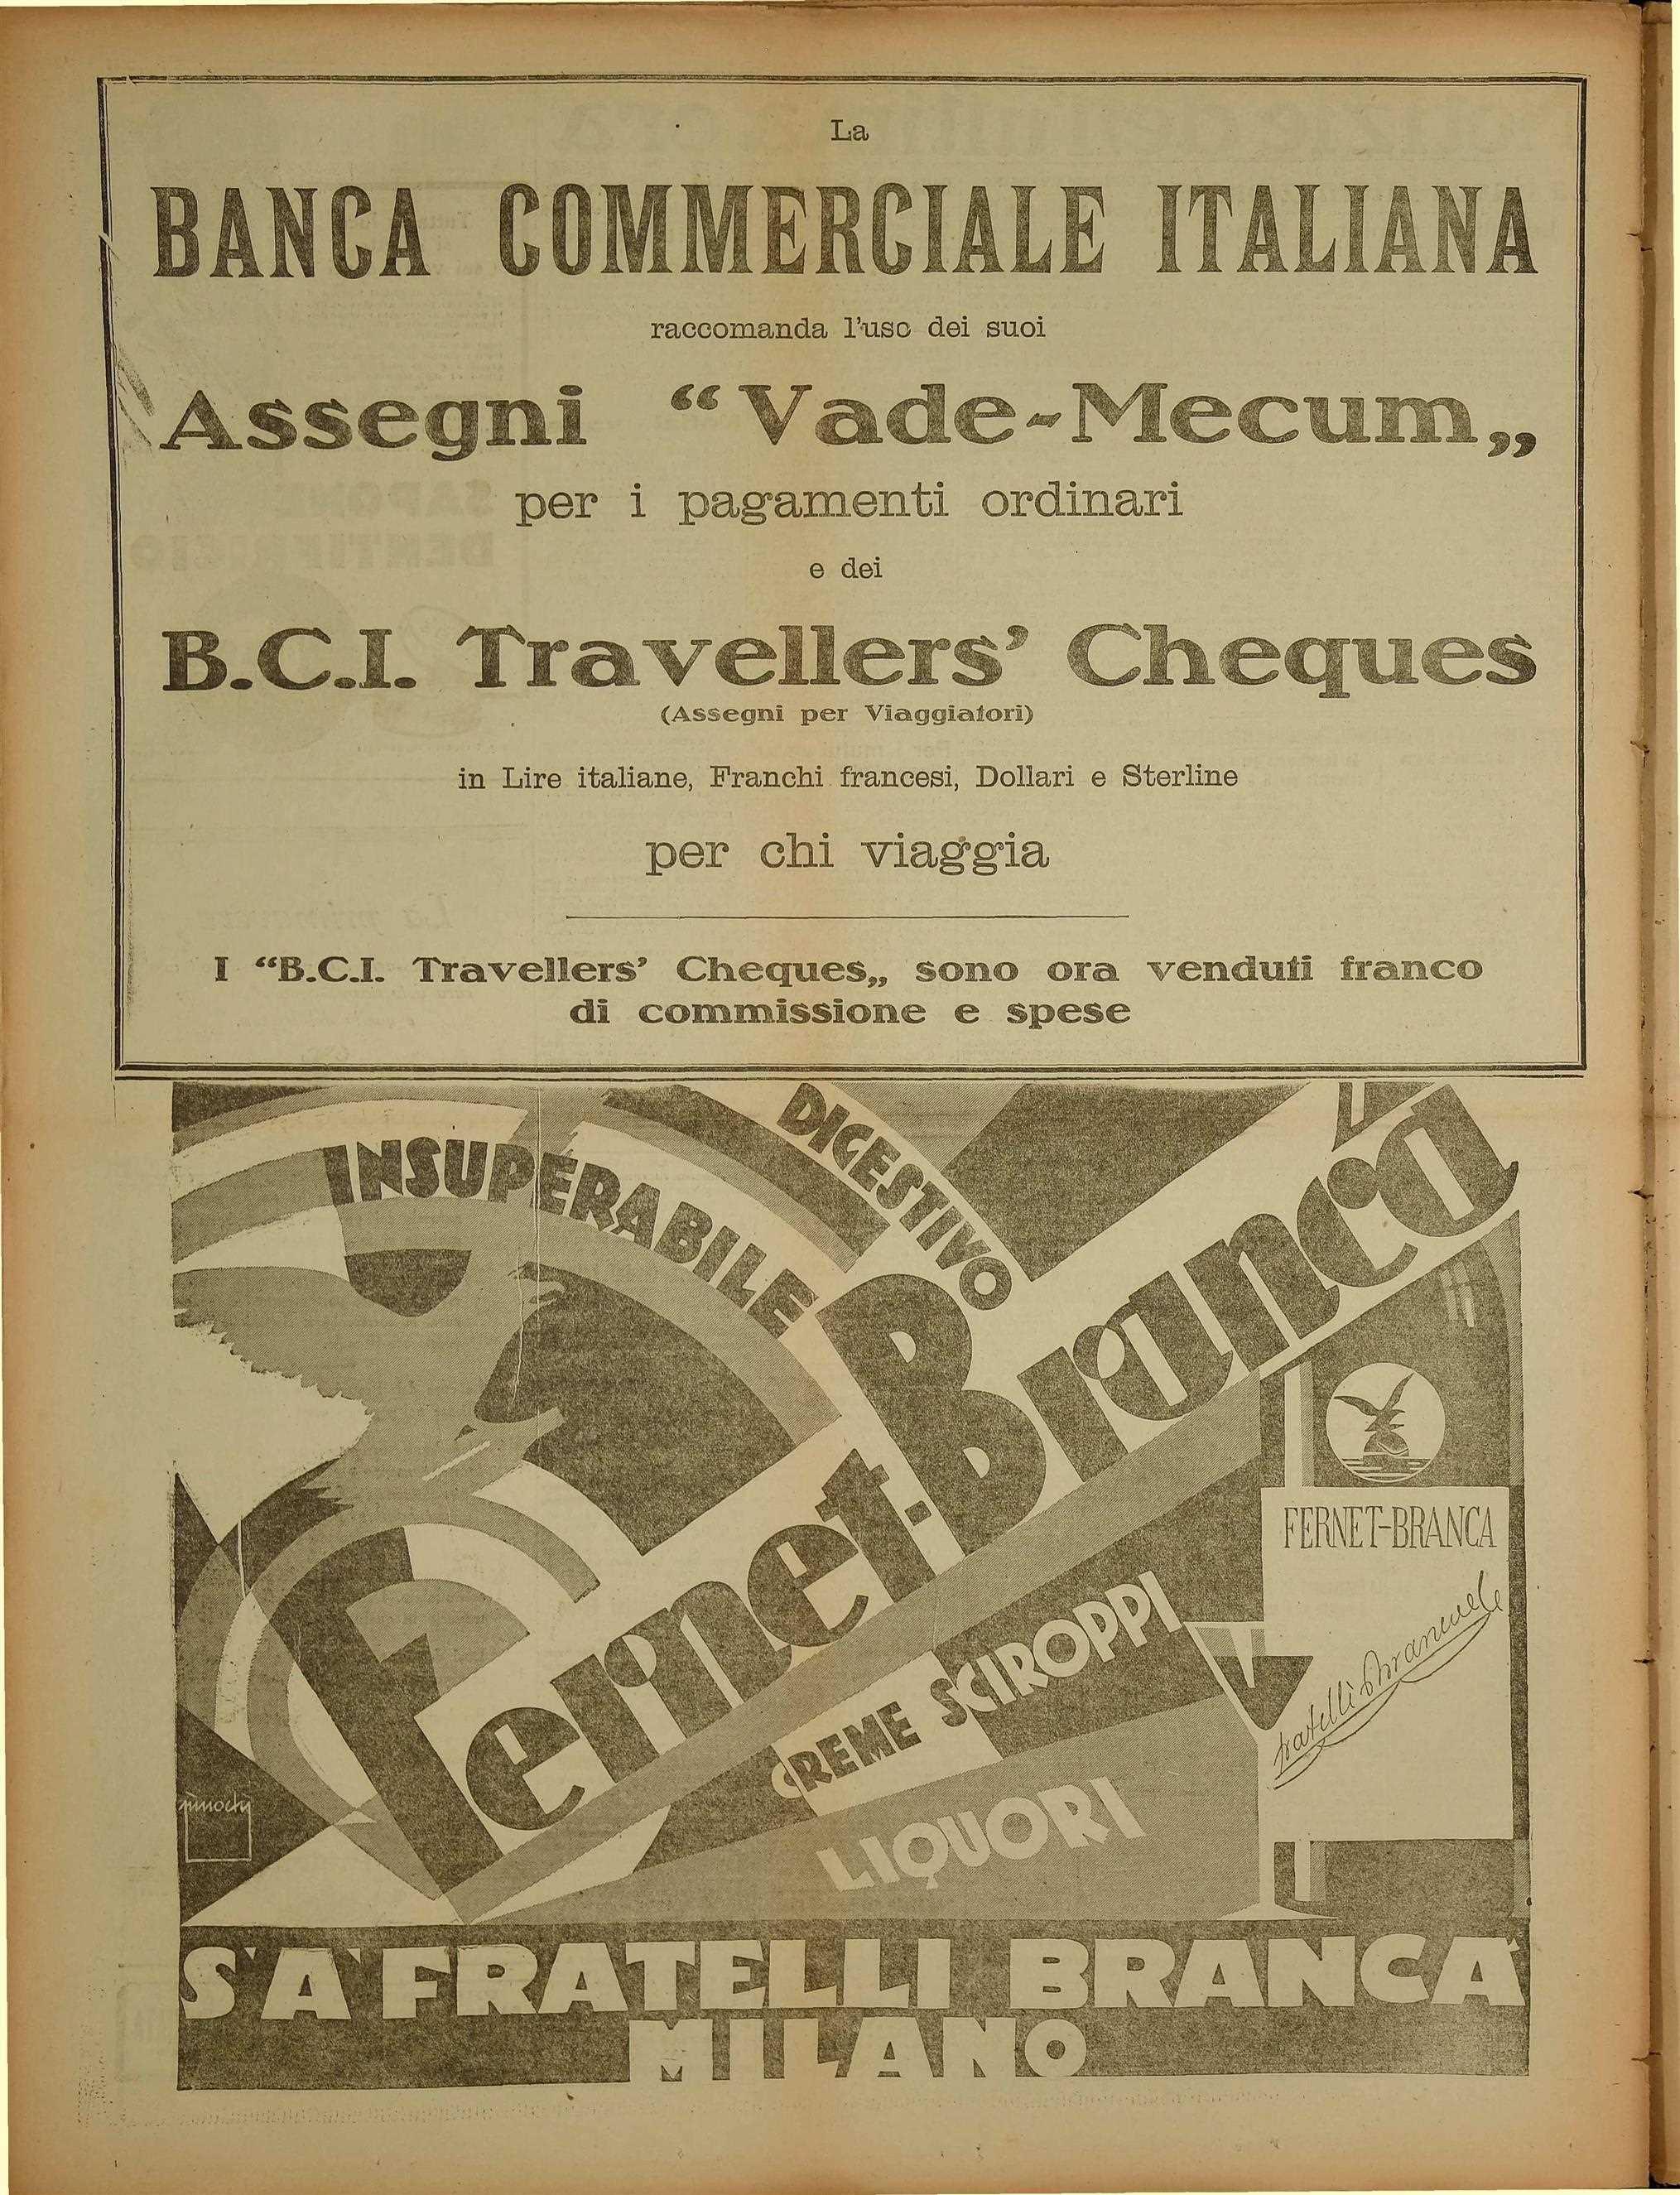 La
BANCA COMMERCIALE ITALIANA
raccomanda l'uso dei suoi
Assegni “Vade-Mecum„
per i pagamenti ordinari
e dei
B.C.I. Travellers' Cheques
(Assegni per Viaggiatori)
in Lire italiane, Franchi francesi, Dollari e Sterline
per chi viaggia
I “B.C.I. Travellers' Cheques„ sono ora venduti franco
di commissione e spese
INSUPERABILE
DIGESTIVO
Fernet-Branca
CREME SCIROPPI
LIQUORI
FERNET-BRANCA
S.A. FRATELLI BRANCA
MILANO